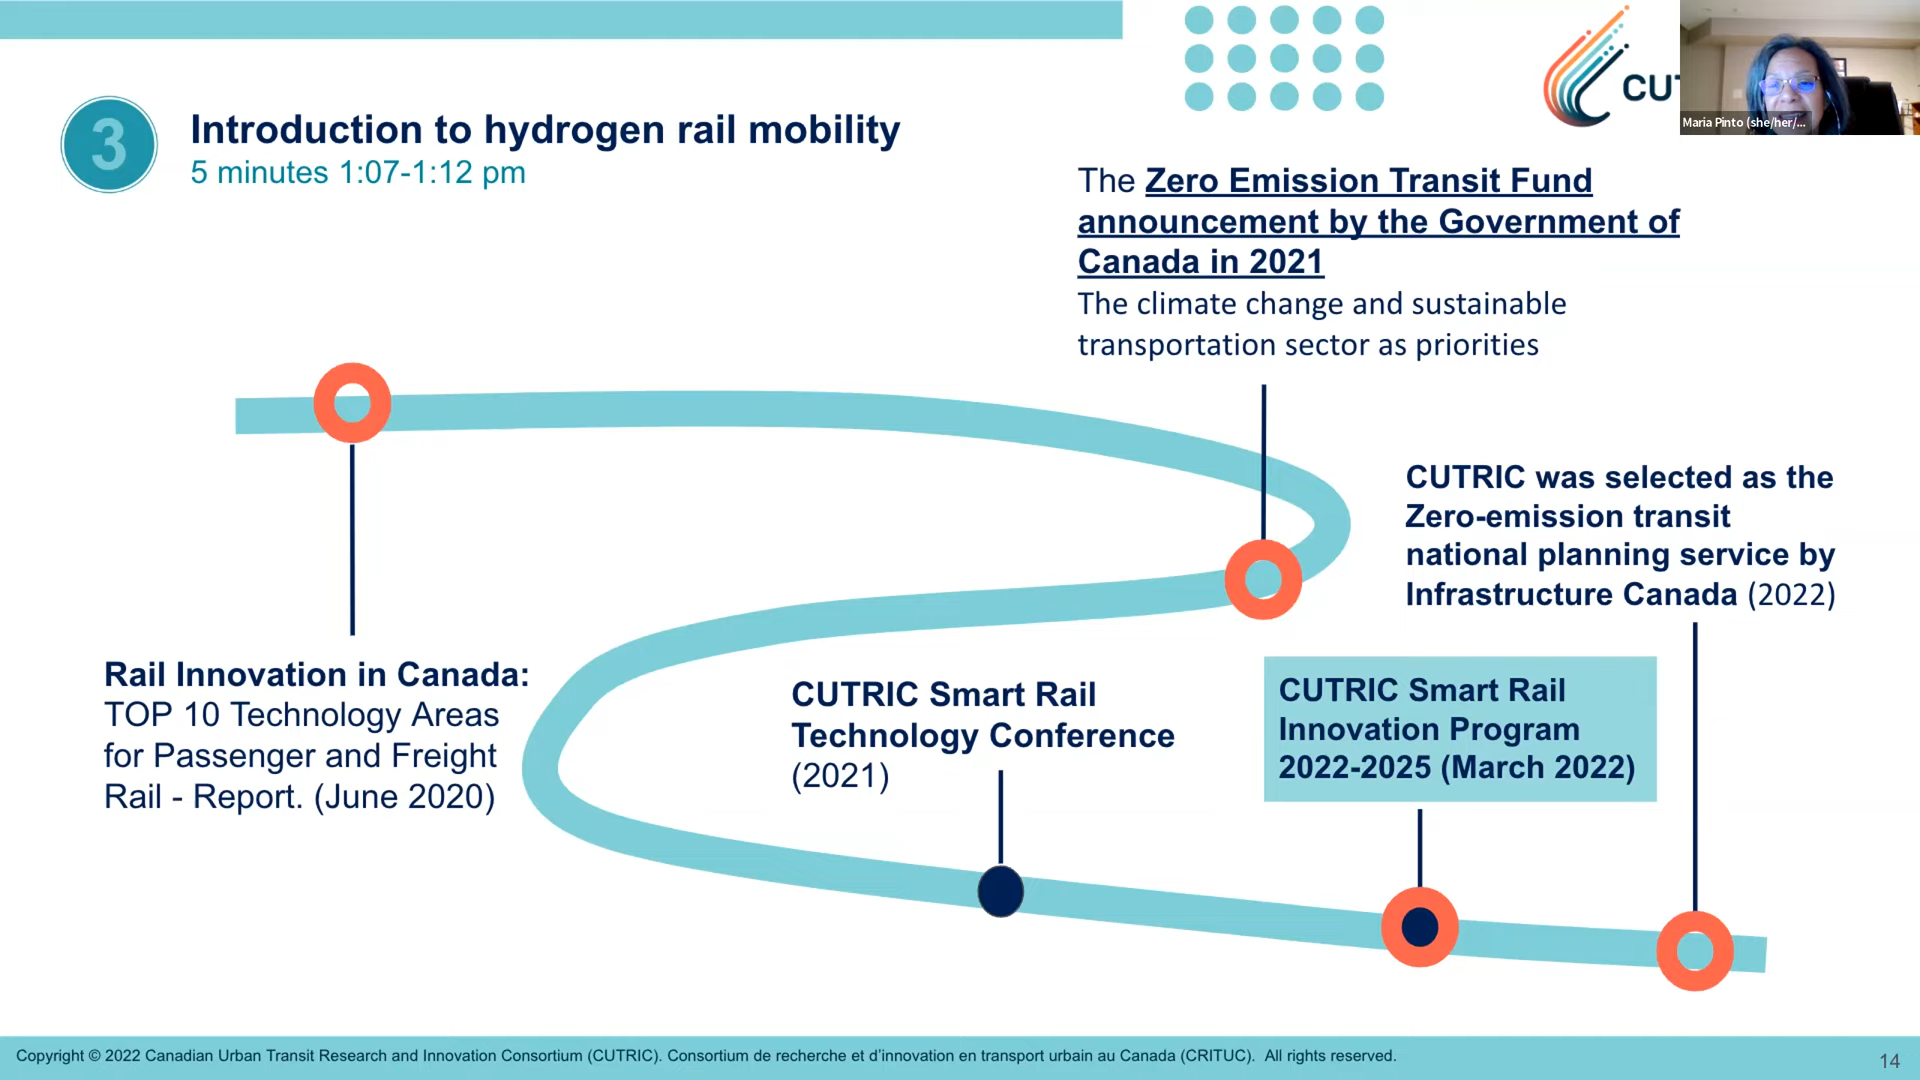 CUT
Maria Pinto (she/her/...
3
Introduction to hydrogen rail mobility
5 minutes 1:07-1:12 pm
The Zero Emission Transit Fund
announcement by the Government of
Canada in 2021
The climate change and sustainable
transportation sector as priorities
CUTRIC was selected as the
Zero-emission transit
national planning service by
Infrastructure Canada (2022)
Rail Innovation in Canada:
TOP 10 Technology Areas
for Passenger and Freight
Rail - Report. (June 2020)
CUTRIC Smart Rail
Technology Conference
(2021)
CUTRIC Smart Rail
Innovation Program
2022-2025 (March 2022)
Copyright © 2022 Canadian Urban Transit Research and Innovation Consortium (CUTRIC). Consortium de recherche et d’innovation en transport urbain au Canada (CRITUC). All rights reserved.
14